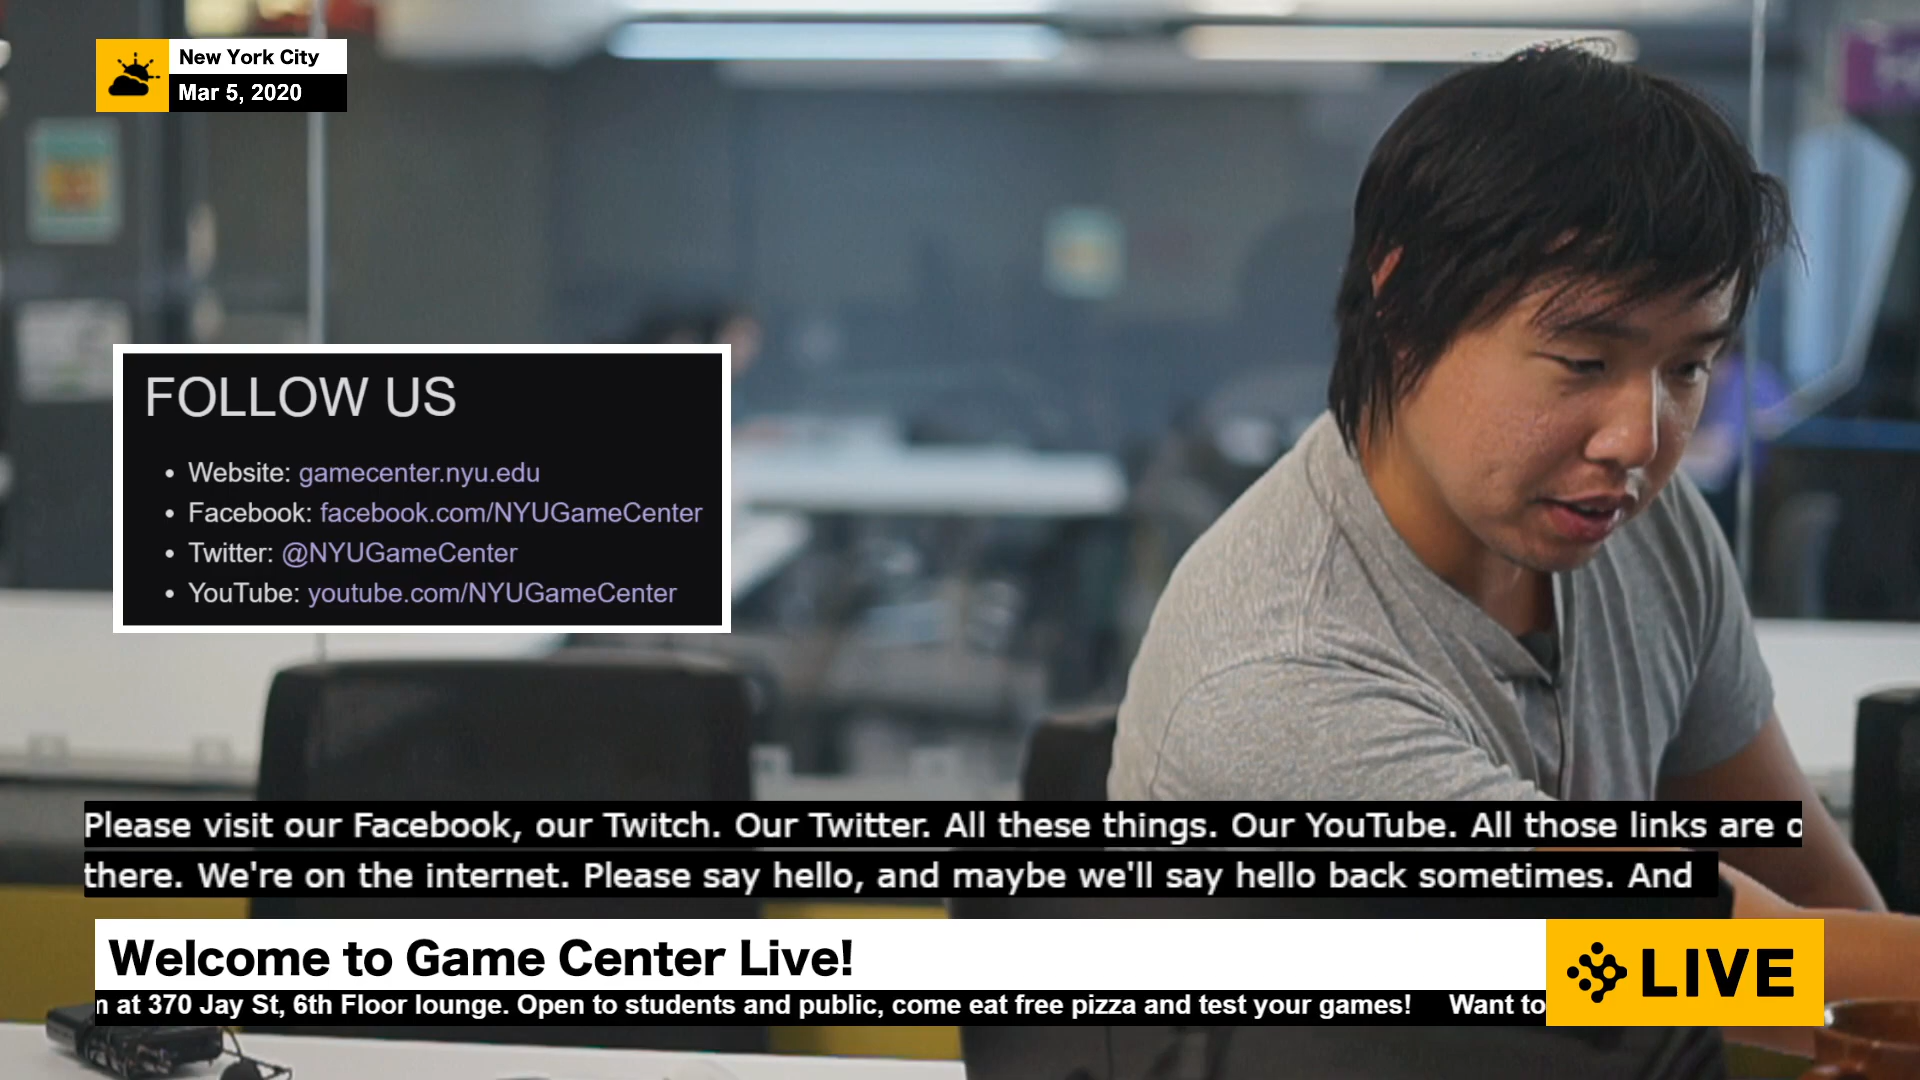 New York City
Mar 5, 2020
FOLLOW US
• Website: gamecenter.nyu.edu
• Facebook: facebook.com/NYUGameCenter
• Twitter: @NYUGameCenter
• YouTube: youtube.com/NYUGameCenter
Please visit our Facebook, our Twitch. Our Twitter. All these things. Our YouTube. All those links are
there. We're on the internet. Please say hello, and maybe we'll say hello back sometimes. And
Welcome to Game Center Live!
LIVE
at 370 Jay St, 6th Floor lounge. Open to students and public, come eat free pizza and test your games! Want to